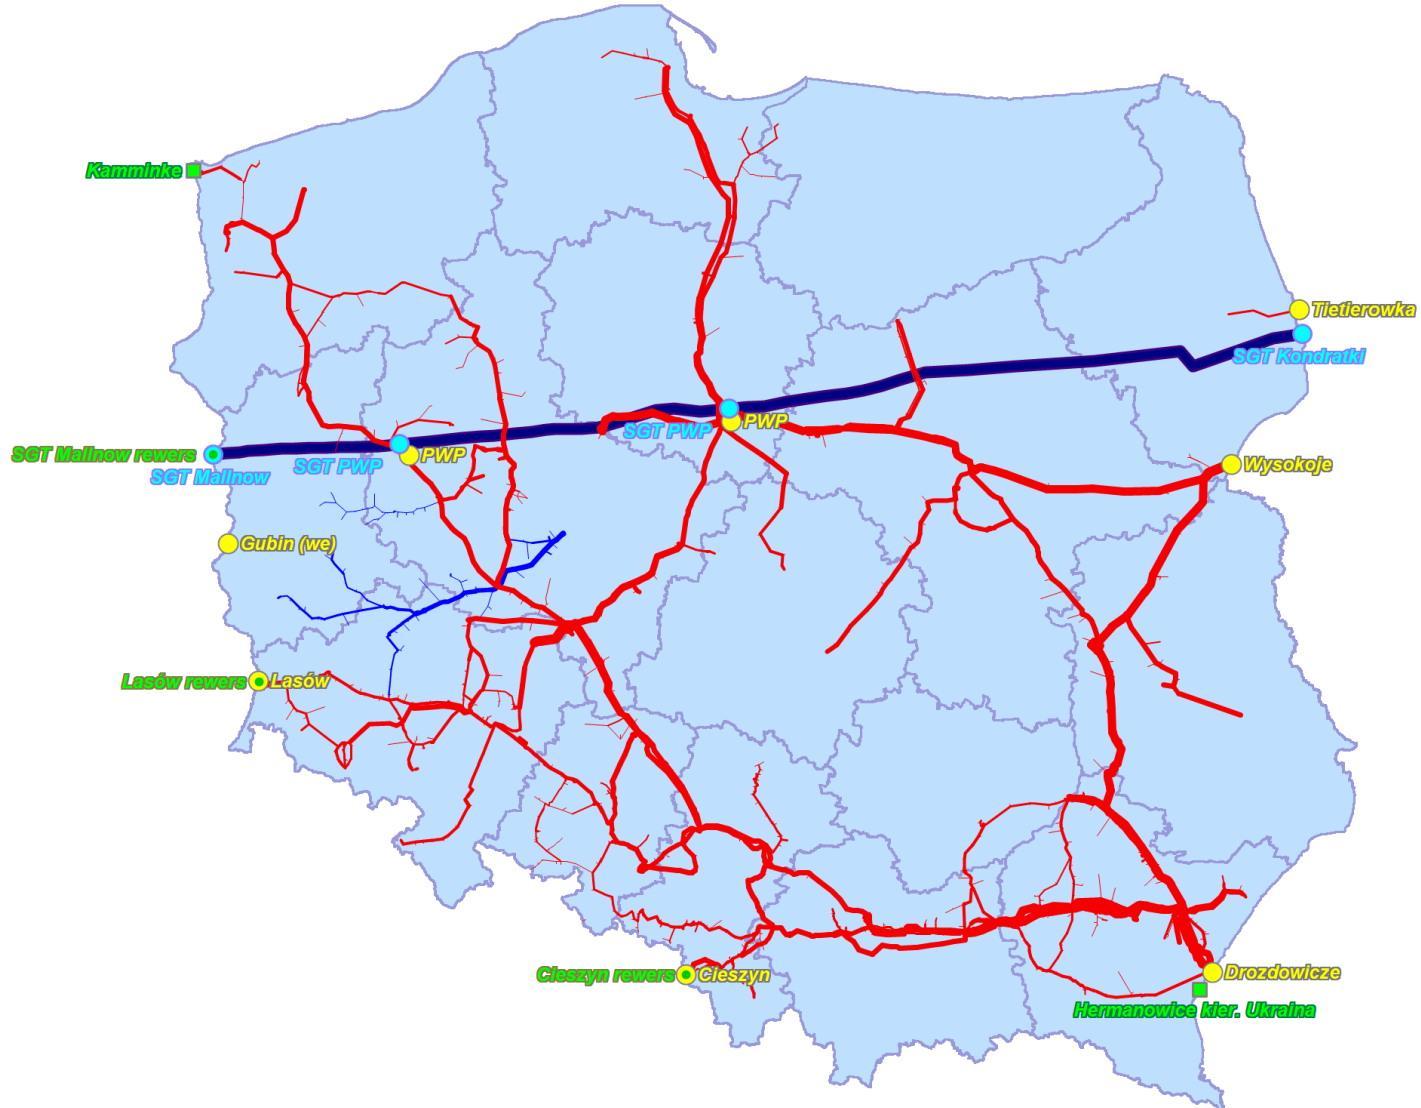 Kamminke
Tietierowka
SGT Kondratki
PWP
SGT PWP
SGT Mallnow rewers
PWP
SGT PWP
SGT Mallnow
Wysokoje
Gubin (we)
Lasów rewers
Lasów
Cieszyn rewers
Cieszyn
Drozdowicze
Hermanowice kier. Ukraina